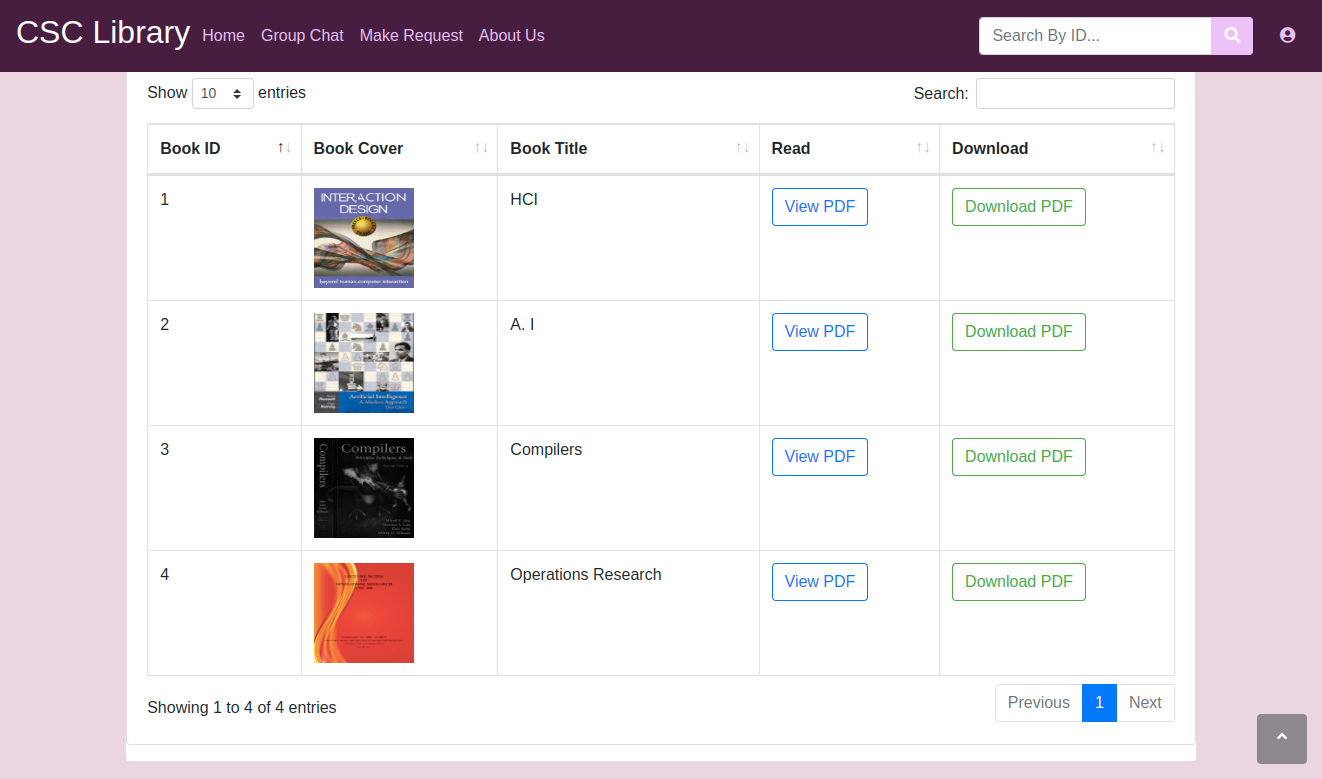 CSC Library Home Group Chat Make Request About Us Search By ID...
Show 10 entries Search:
Book ID Book Cover Book Title Read Download
1 HCI View PDF Download PDF
INTERACTION
DESIGN
beyond human-computer interaction
2 A. I View PDF Download PDF
Artificial Intelligence
A Modern Approach
3 Compilers View PDF Download PDF
Compilers
Compilers
4 Operations Research View PDF Download PDF
Showing 1 to 4 of 4 entries Previous 1 Next